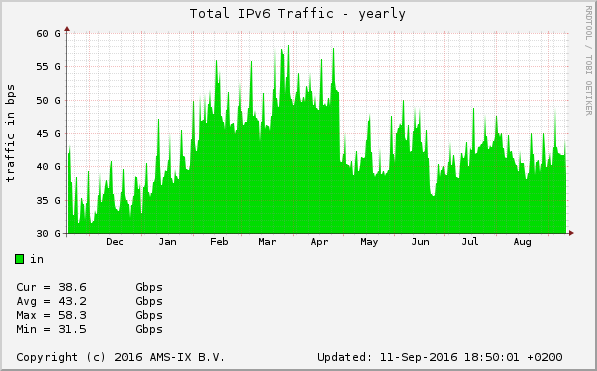 Total IPv6 Traffic - yearly
RRDTOOL / TOBI OETIKER
traffic in bps
60 G
55 G
50 G
45 G
40 G
35 G
30 G
Dec Jan Feb Mar Apr May Jun Jul Aug
in
Cur = 38.6 Gbps
Avg = 43.2 Gbps
Max = 58.3 Gbps
Min = 31.5 Gbps
Copyright (c) 2016 AMS-IX B.V. Updated: 11-Sep-2016 18:50:01 +0200